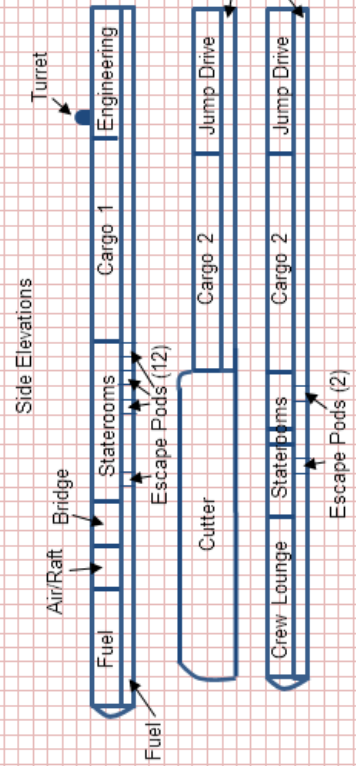 Side Elevations
Turret
Bridge
Air/Raft
Fuel
Staterooms
Cargo 1
Engineering
Fuel
Escape Pods (12)
Cutter
Cargo 2
Jump Drive
Crew Lounge
Staterooms
Cargo 2
Jump Drive
Escape Pods (2)